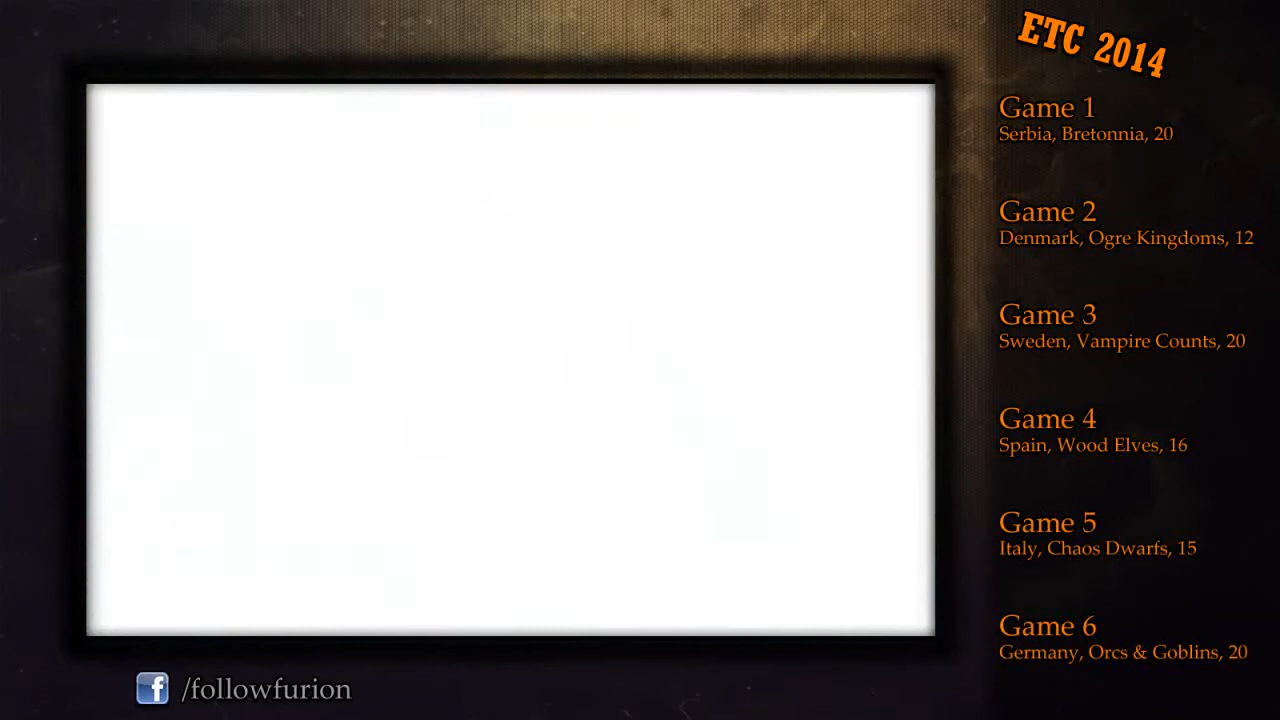 ETC 2014
Game 1
Serbia, Bretonnia, 20
Game 2
Denmark, Ogre Kingdoms, 12
Game 3
Sweden, Vampire Counts, 20
Game 4
Spain, Wood Elves, 16
Game 5
Italy, Chaos Dwarfs, 15
Game 6
Germany, Orcs & Goblins, 20
f /followfurion